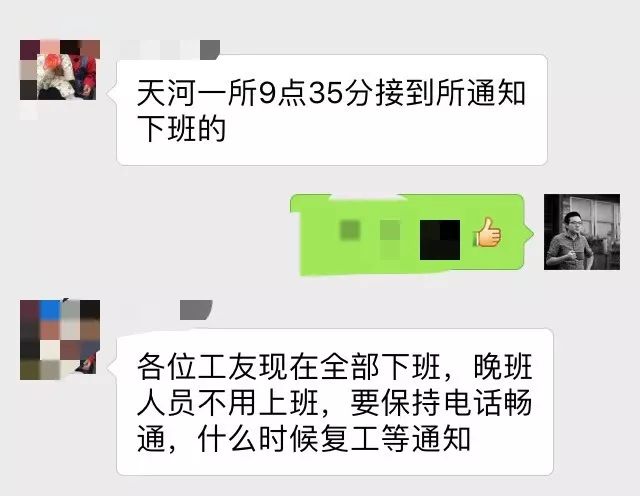 天河一所9点35分接到所通知
下班的
各位工友现在全部下班，晚班
人员不用上班，要保持电话畅
通，什么时候复工等通知